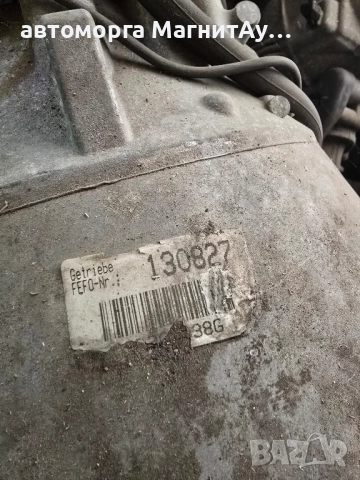 автоморга МагнитАу...
Getriebe
FEFO-Nr.: 130827
38G
BAZAR